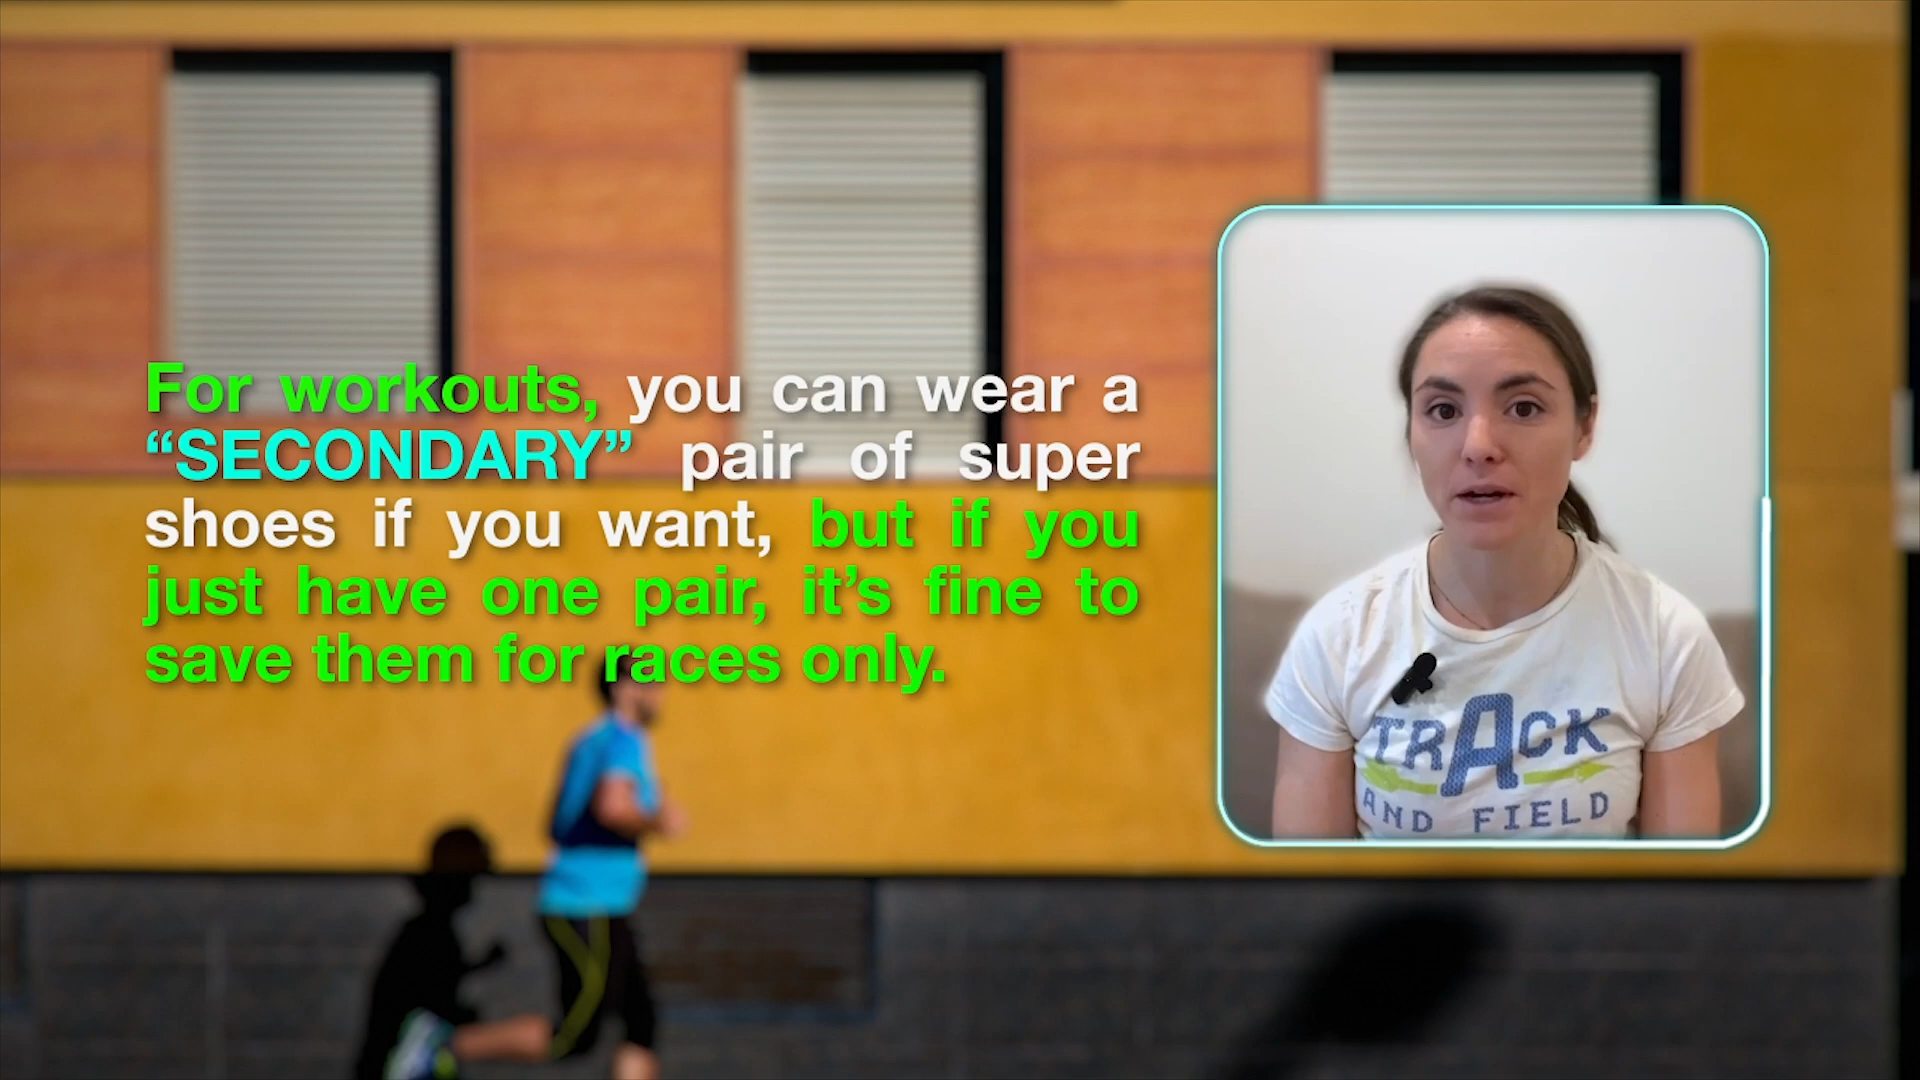 For workouts, you can wear a
“SECONDARY” pair of super
shoes if you want, but if you
just have one pair, it’s fine to
save them for races only.
TRACK
AND FIELD